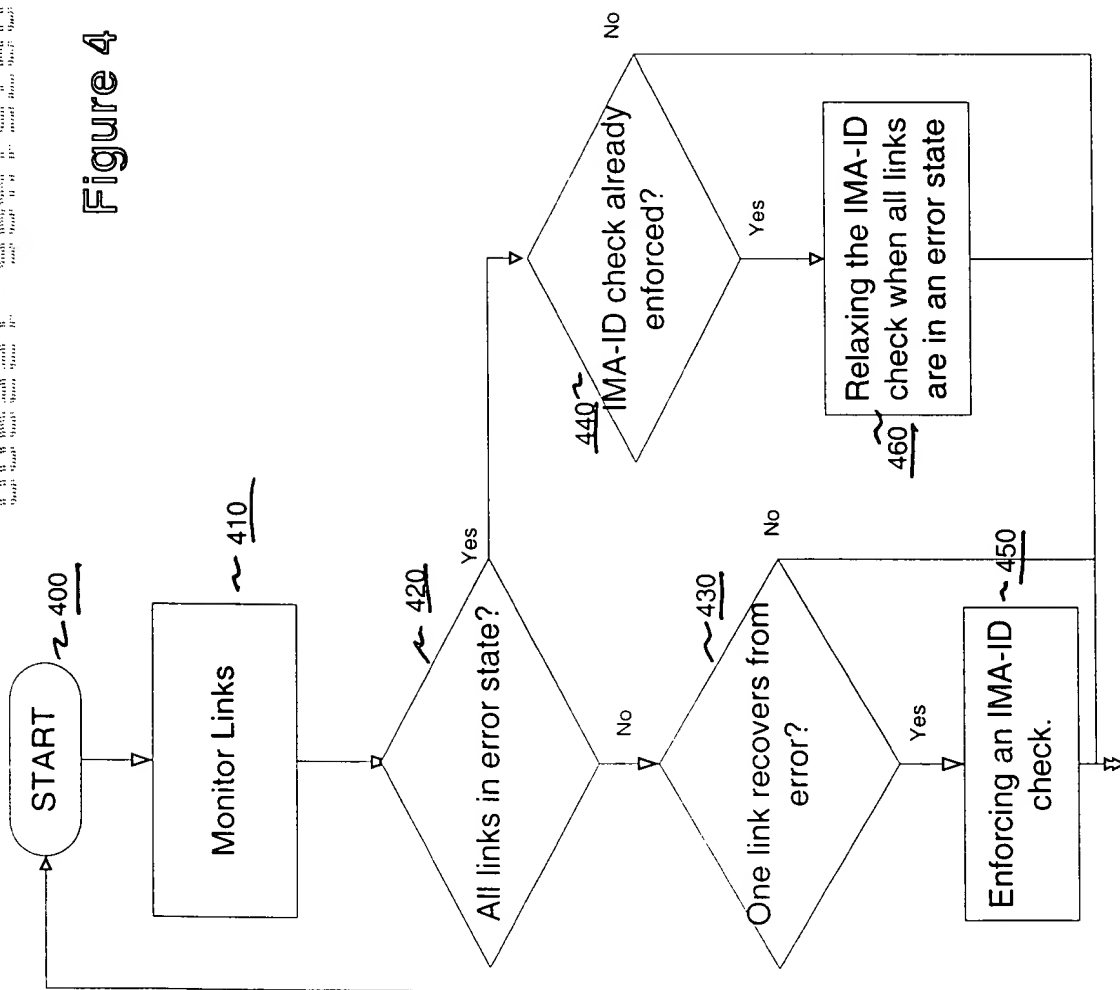 Figure 4
START
400
Monitor Links
410
All links in error state?
420
Yes
No
One link recovers from
error?
430
No
Yes
Enforcing an IMA-ID
check.
450
IMA-ID check already
enforced?
440
No
Yes
Relaxing the IMA-ID
check when all links
are in an error state
460